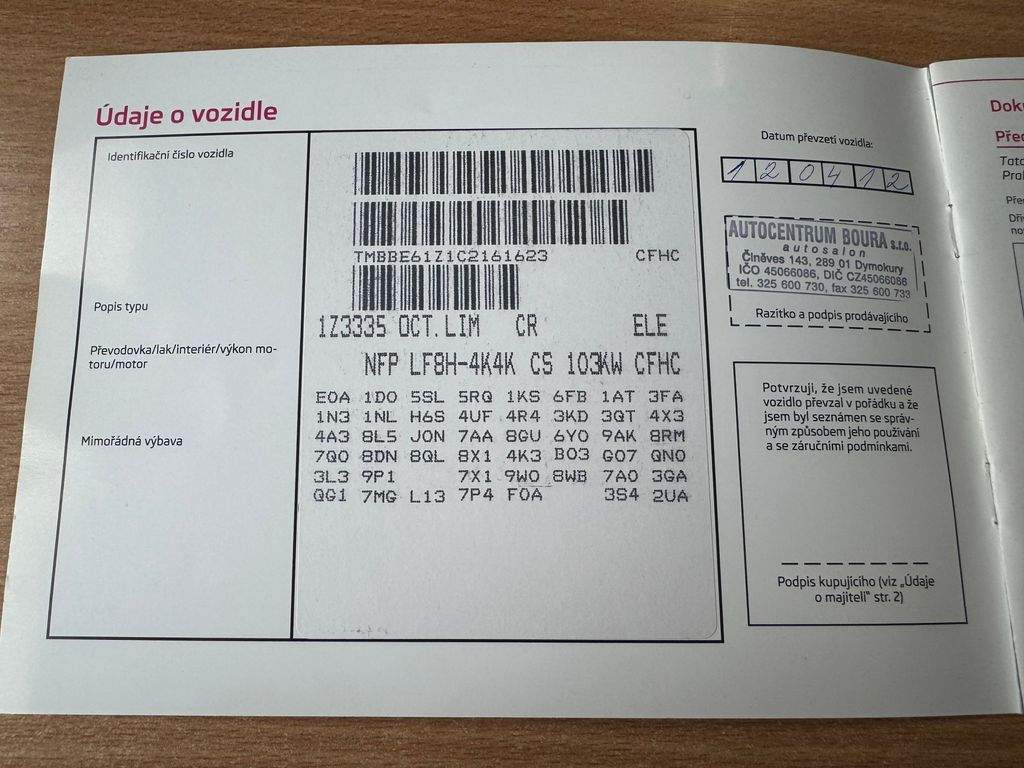 Údaje o vozidle
Identifikační číslo vozidla
TMBBE61Z1C2161623 CFHC
Popis typu
1Z3335 OCT.LIM CR ELE
Převodovka/lak/interiér/výkon mo-
toru/motor
NFP LF8H-4K4K CS 103KW CFHC
Mimořádná výbava
E0A 1D0 5SL 5RQ 1KS 6FB 1AT 3FA
1N3 1NL H6S 4UF 4R4 3KD 3QT 4X3
4A3 8L5 J0N 7AA 8GU 6Y0 9AK 8RM
7Q0 8DN 8QL 8X1 4K3 B03 G07 QN0
3L3 9P1 7X1 9W0 8WB 7A0 3GA
QG1 7MG L13 7P4 F0A 3S4 2UA
Datum převzetí vozidla:
1 2 0 4 1 2
AUTOCENTRUM BOURA s.r.o.
autosalon
Činěves 143, 289 01 Dymokury
IČO 45066086, DIČ CZ45066086
tel. 325 600 730, fax 325 600 733
Razítko a podpis prodávajícího
Potvrzuji, že jsem uvedené
vozidlo převzal v pořádku a že
jsem byl seznámen se správ-
ným způsobem jeho používání
a se záručními podmínkami.
Podpis kupujícího (viz „Údaje
o majiteli" str. 2)